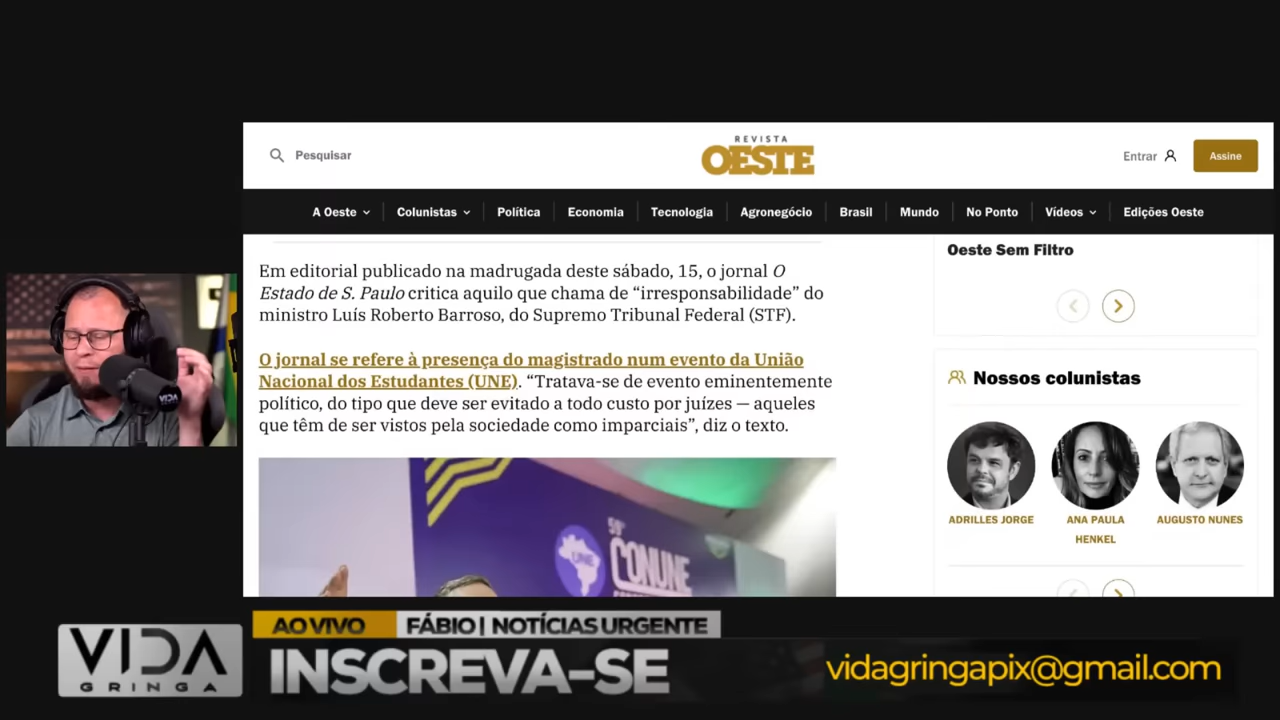 Pesquisar
REVISTA
OESTE
Entrar
Assine
A Oeste
Colunistas
Política
Economia
Tecnologia
Agronegócio
Brasil
Mundo
No Ponto
Vídeos
Edições Oeste
Em editorial publicado na madrugada deste sábado, 15, o jornal O
Estado de S. Paulo critica aquilo que chama de “irresponsabilidade” do
ministro Luís Roberto Barroso, do Supremo Tribunal Federal (STF).
O jornal se refere à presença do magistrado num evento da União
Nacional dos Estudantes (UNE). “Tratava-se de evento eminentemente
político, do tipo que deve ser evitado a todo custo por juízes — aqueles
que têm de ser vistos pela sociedade como imparciais”, diz o texto.
UNE
59º
CONUNE
Oeste Sem Filtro
Nossos colunistas
ADRILLES JORGE
ANA PAULA
HENKEL
AUGUSTO NUNES
VIDA
VIDA
GRINGA
AO VIVO
FÁBIO | NOTÍCIAS URGENTE
INSCREVA-SE
vidagringapix@gmail.com